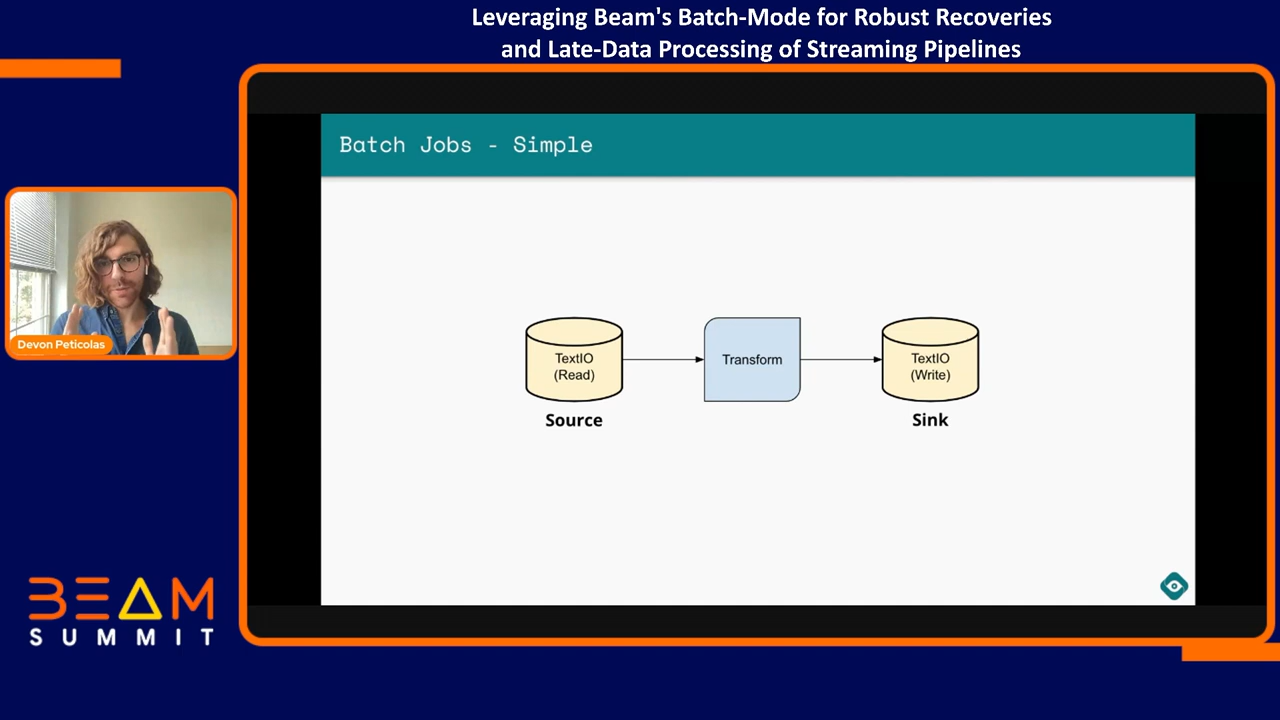 Leveraging Beam's Batch-Mode for Robust Recoveries
and Late-Data Processing of Streaming Pipelines
Batch Jobs - Simple
TextIO
(Read)
Source
Transform
TextIO
(Write)
Sink
Devon Peticolas
BEAM
SUMMIT